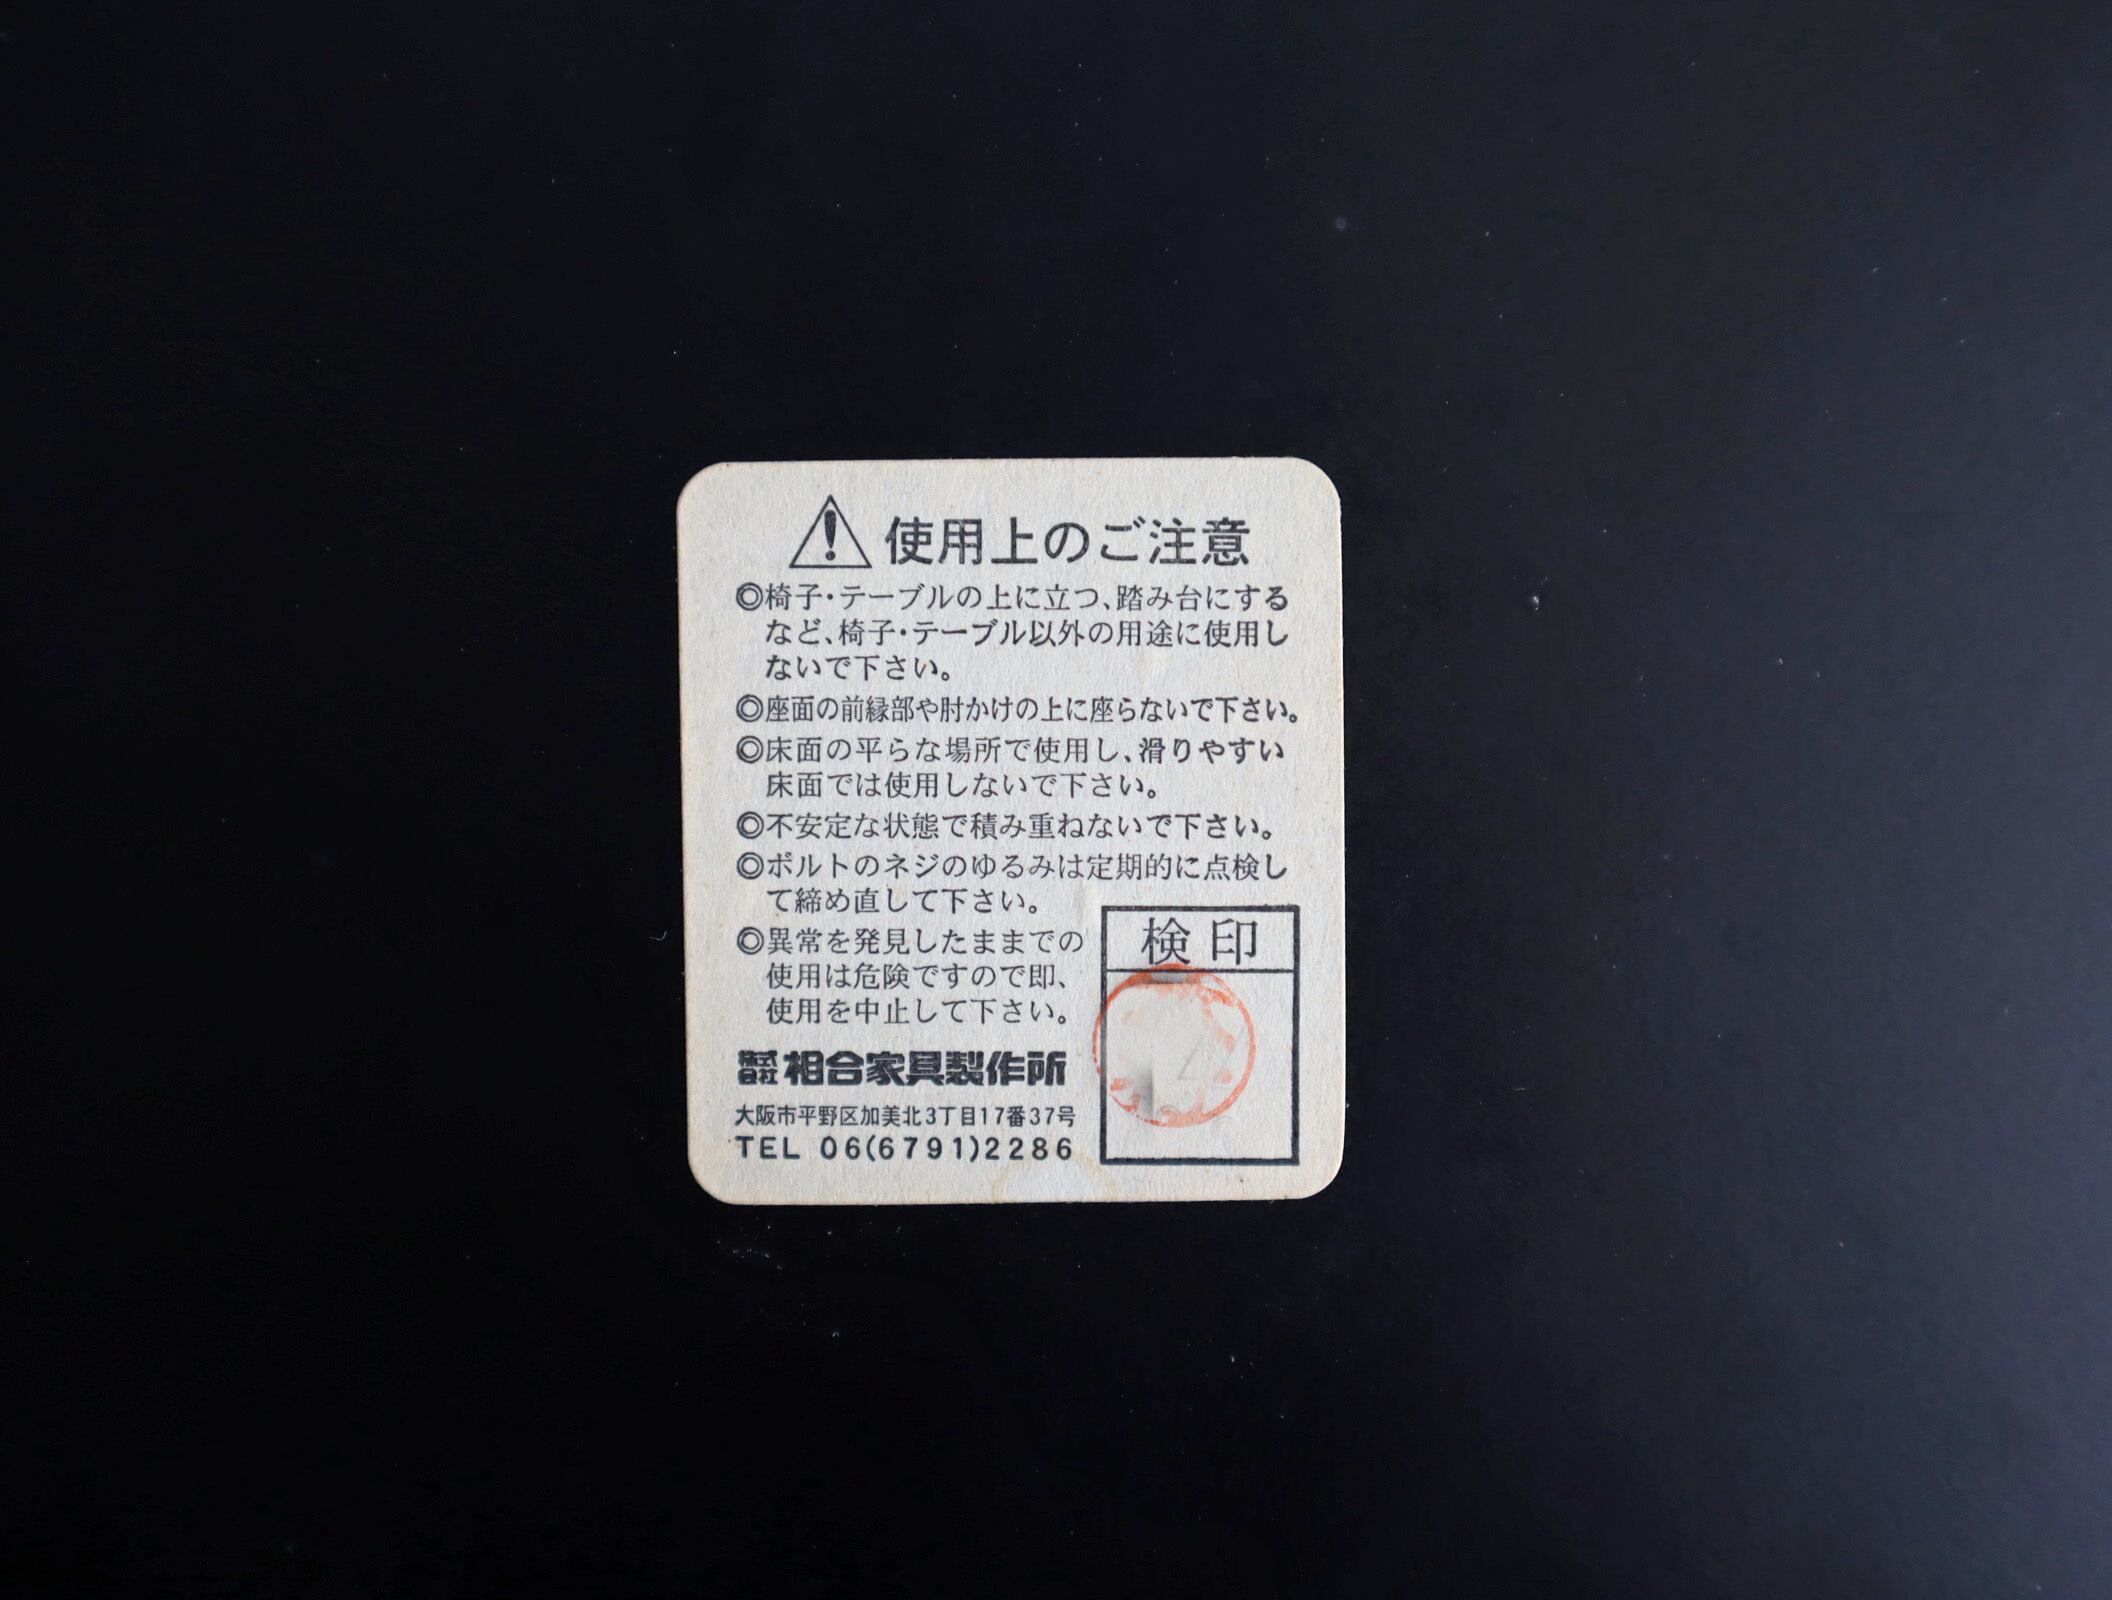 使用上のご注意
◎椅子・テーブルの上に立つ、踏み台にする
など、椅子・テーブル以外の用途に使用し
ないで下さい。
◎座面の前縁部や肘かけの上に座らないで下さい。
◎床面の平らな場所で使用し、滑りやすい
床面では使用しないで下さい。
◎不安定な状態で積み重ねないで下さい。
◎ボルトのネジのゆるみは定期的に点検し
て締め直して下さい。
◎異常を発見したままでの
使用は危険ですので即、
使用を中止して下さい。
検印
株式会社 相合家具製作所
大阪市平野区加美北3丁目17番37号
TEL 06(6791)2286